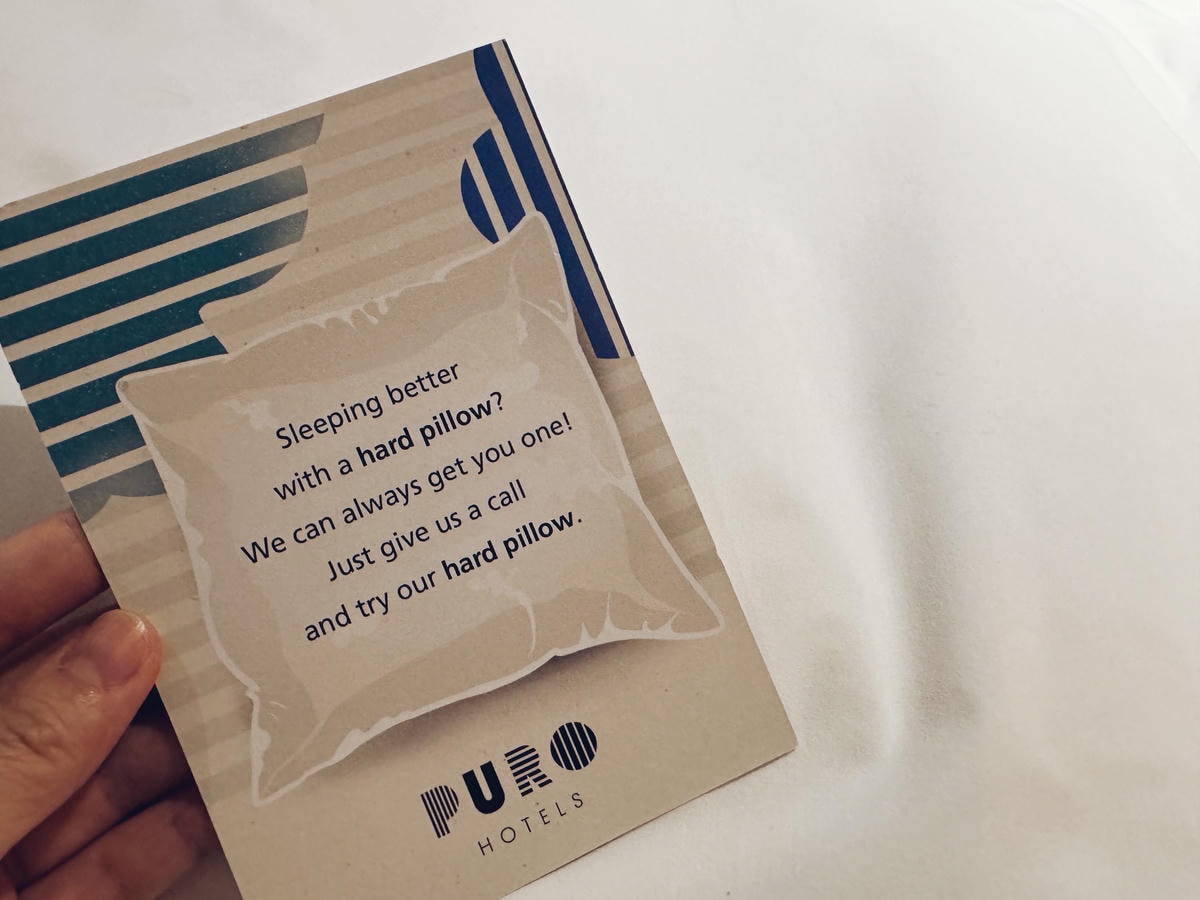 Sleeping better
with a hard pillow?
We can always get you one!
Just give us a call
and try our hard pillow.
PURO
HOTELS